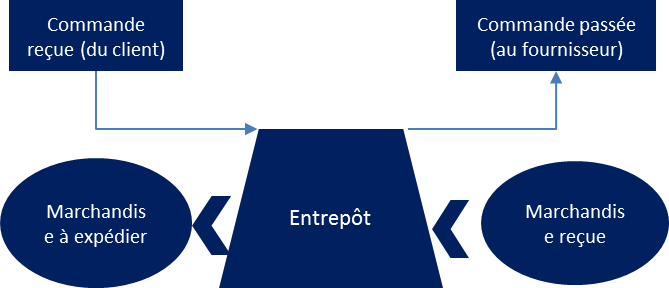 Commande
reçue (du client)
Commande passée
(au fournisseur)
Marchandis
e à expédier
Entrepôt
Marchandis
e reçue